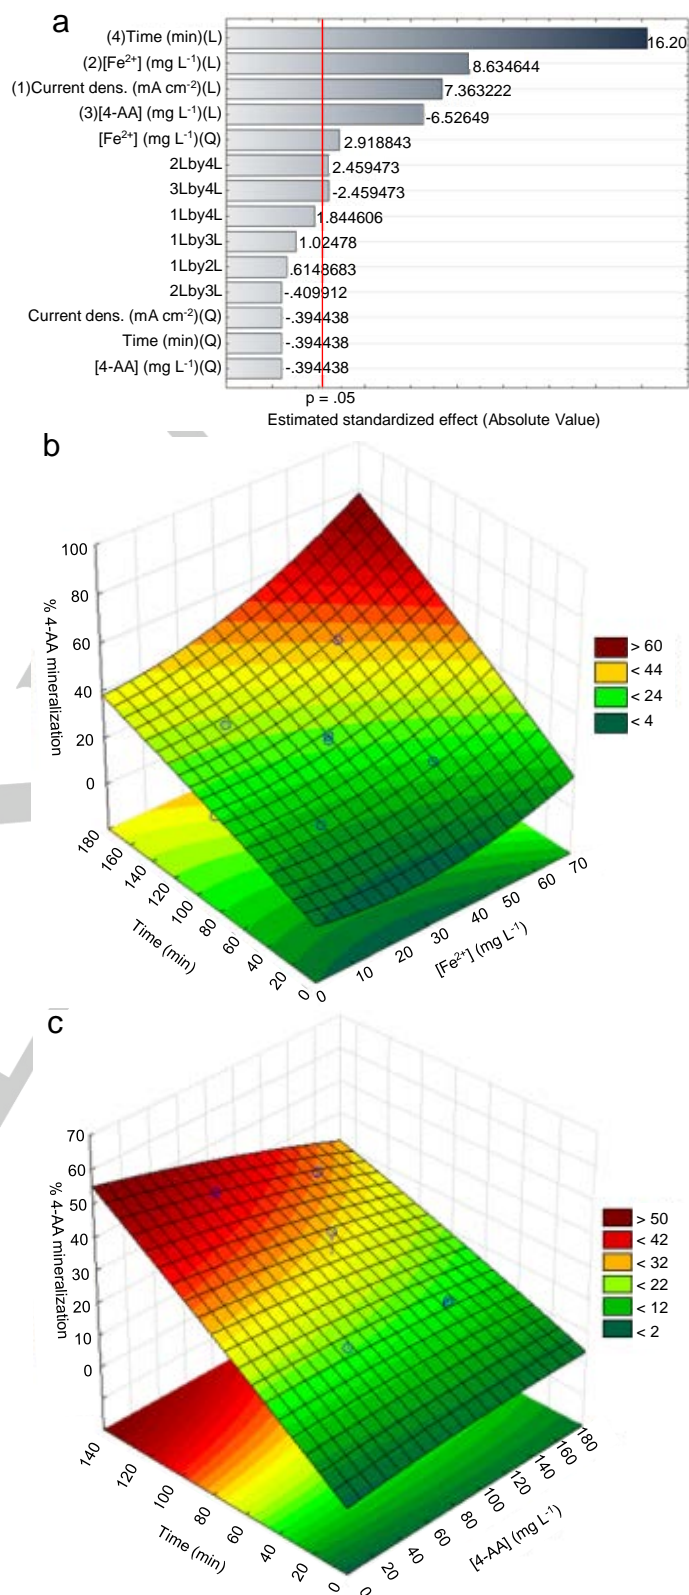 a
(4)Time (min)(L)
16.20
(2)[Fe²⁺] (mg L⁻¹)(L)
8.634644
(1)Current dens. (mA cm⁻²)(L)
7.363222
(3)[4-AA] (mg L⁻¹)(L)
-6.52649
[Fe²⁺] (mg L⁻¹)(Q)
2.918843
2Lby4L
2.459473
3Lby4L
-2.459473
1Lby4L
1.844606
1Lby3L
1.02478
1Lby2L
.6148683
2Lby3L
-.409912
Current dens. (mA cm⁻²)(Q)
-.394438
Time (min)(Q)
-.394438
[4-AA] (mg L⁻¹)(Q)
-.394438
p = .05
Estimated standardized effect (Absolute Value)
b
100
80
60
40
20
0
% 4-AA mineralization
> 60
< 44
< 24
< 4
180
160
140
120
100
80
60
40
20
0
Time (min)
0
10
20
30
40
50
60
70
[Fe²⁺] (mg L⁻¹)
c
70
60
50
40
30
20
10
0
% 4-AA mineralization
> 50
< 42
< 32
< 22
< 12
< 2
140
120
100
80
60
40
20
0
Time (min)
0
20
40
60
80
100
120
140
160
180
[4-AA] (mg L⁻¹)